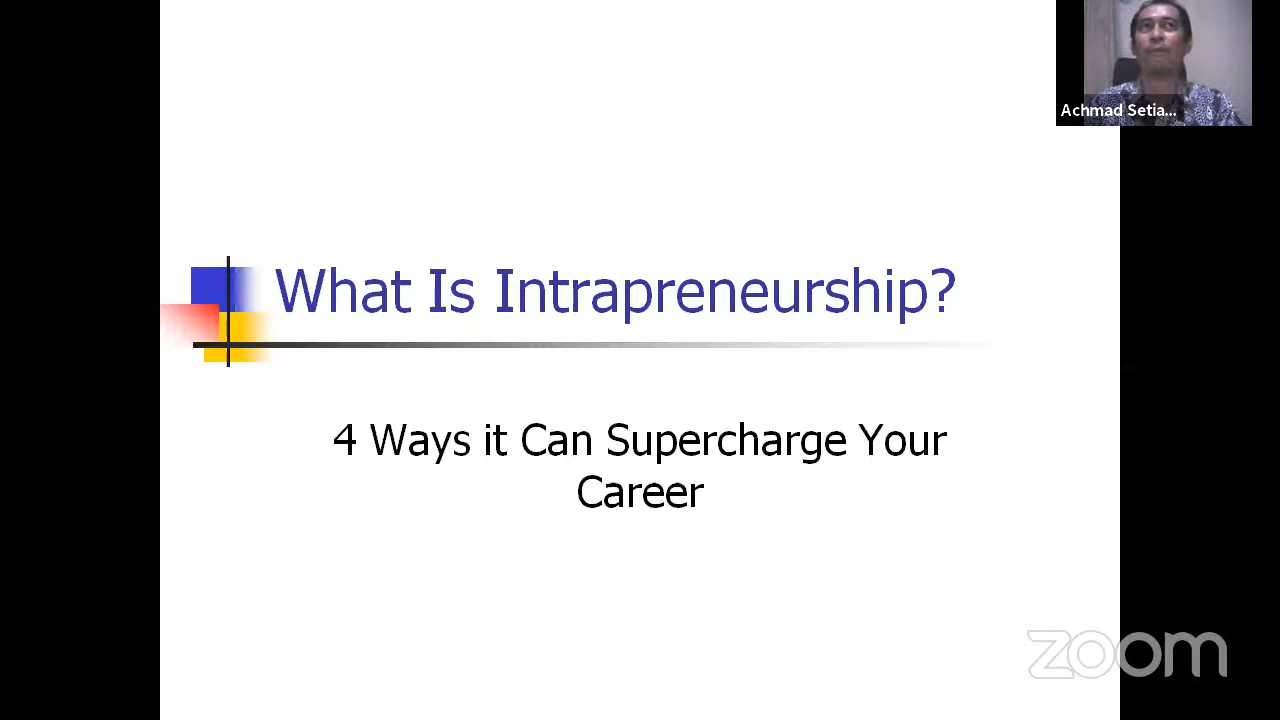 Achmad Setia...
What Is Intrapreneurship?
4 Ways it Can Supercharge Your
Career
zoom